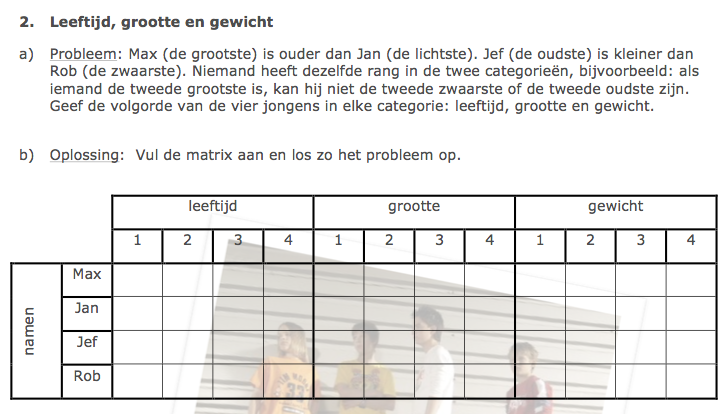 2. Leeftijd, grootte en gewicht
a) Probleem: Max (de grootste) is ouder dan Jan (de lichtste). Jef (de oudste) is kleiner dan
Rob (de zwaarste). Niemand heeft dezelfde rang in de twee categorieën, bijvoorbeeld: als
iemand de tweede grootste is, kan hij niet de tweede zwaarste of de tweede oudste zijn.
Geef de volgorde van de vier jongens in elke categorie: leeftijd, grootte en gewicht.
b) Oplossing: Vul de matrix aan en los zo het probleem op.
leeftijd grootte gewicht
1 2 3 4 1 2 3 4 1 2 3 4
namen
Max
Jan
Jef
Rob